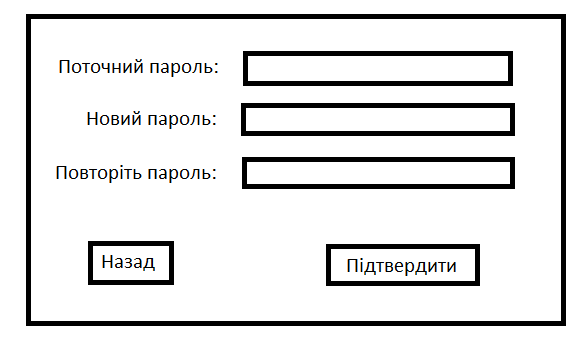 Поточний пароль:
Новий пароль:
Повторіть пароль:
Назад
Підтвердити